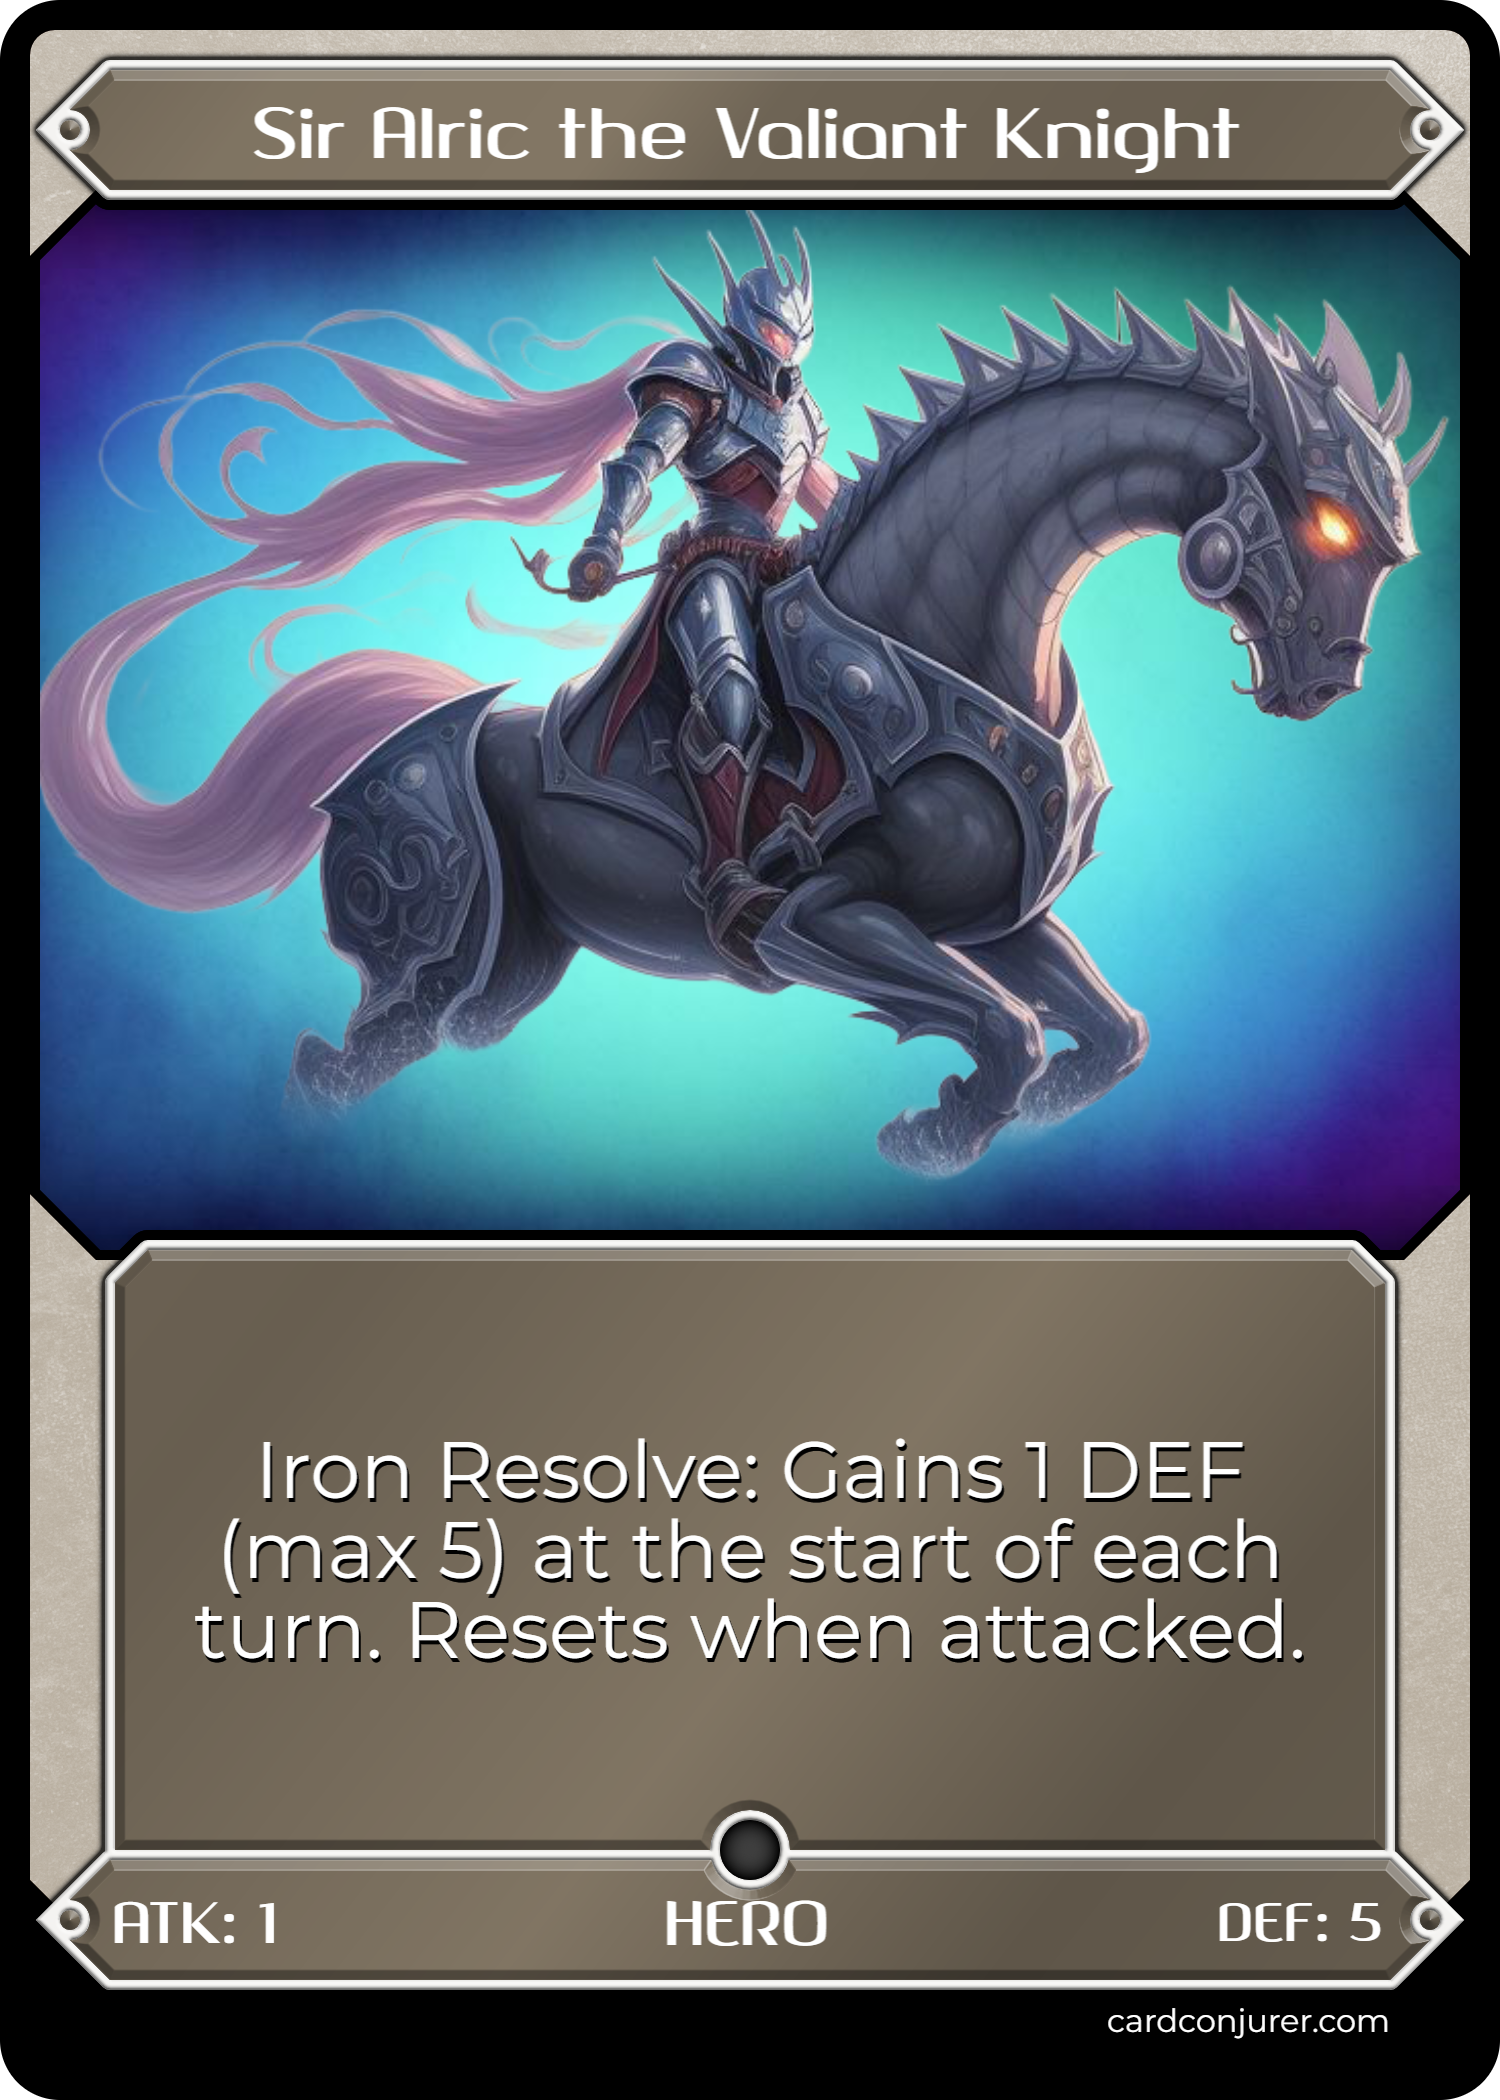 Sir Alric the Valiant Knight
Iron Resolve: Gains 1 DEF
(max 5) at the start of each
turn. Resets when attacked.
ATK: 1 HERO DEF: 5
cardconjurer.com